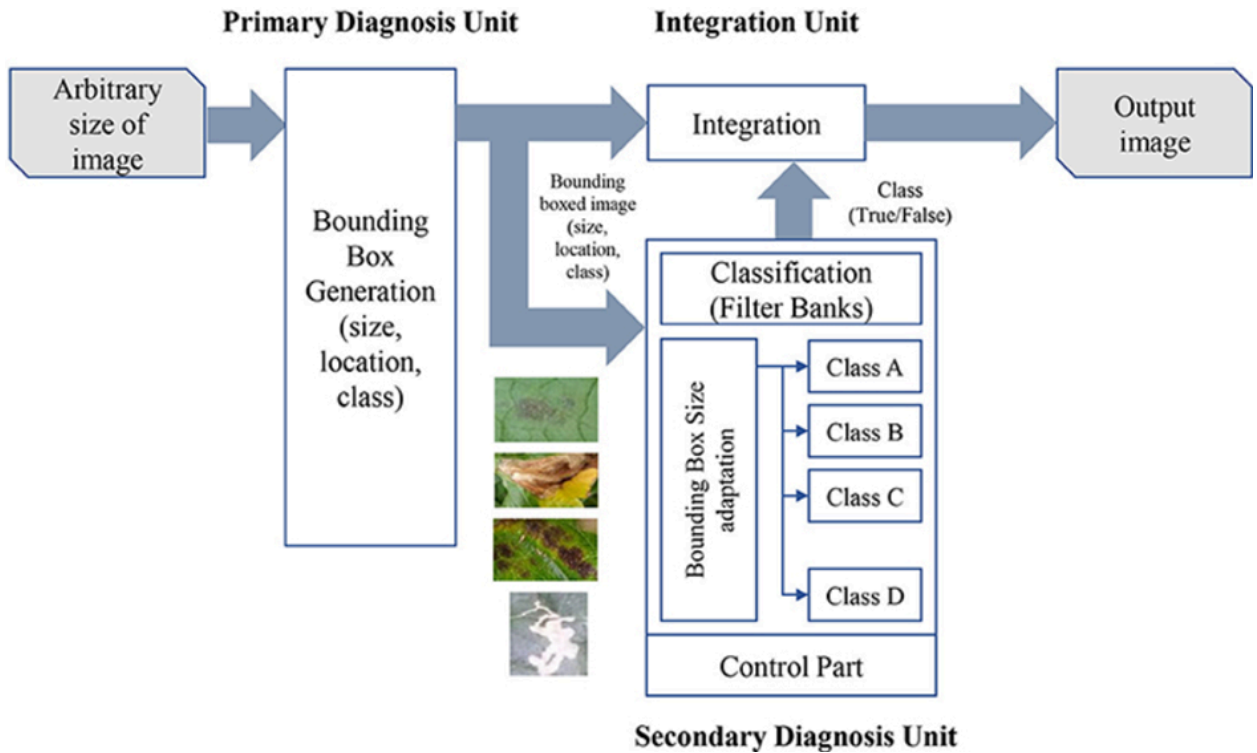 Primary Diagnosis Unit
Integration Unit
Arbitrary
size of
image
Bounding
Box
Generation
(size,
location,
class)
Bounding
boxed image
(size,
location,
class)
Integration
Output
image
Class
(True/False)
Classification
(Filter Banks)
Bounding Box Size
adaptation
Class A
Class B
Class C
Class D
Control Part
Secondary Diagnosis Unit